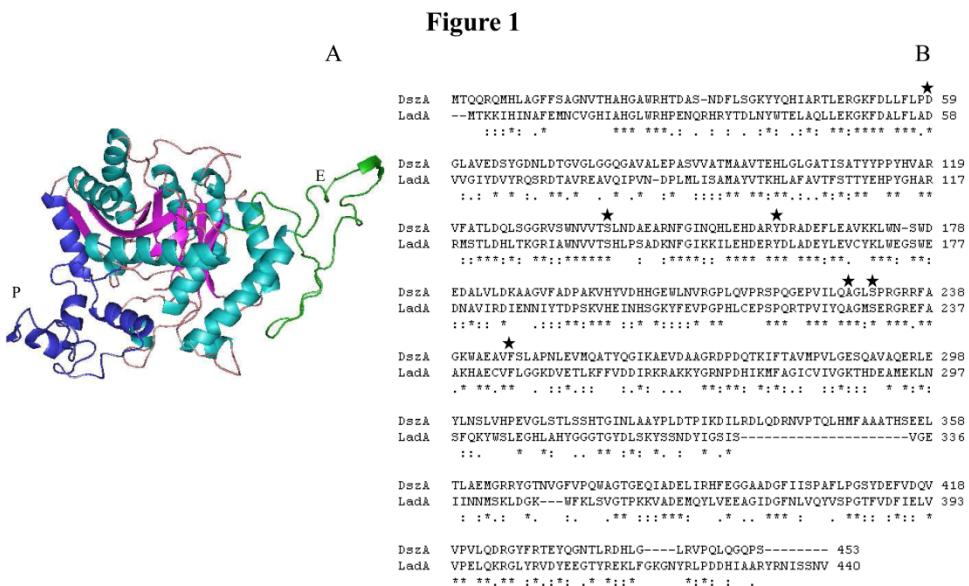 Figure 1
A
B
E
P
DszA MTQQRQMHLAGFFSAGNVTHAHGAWRHTDAS-NDFLSGKYYQHIARTLERGKFDLLFLPD 59
LadA --MTKKIHINAFEMNCVGHIAHGLWRHPENQRHRYTDLNYWTELAQLLEKGKFDALFLAD 58
DszA GLAVEDSYGDNLDTGVGLGGQGAVALEPASVVATMAAVTEHLGLGATISATYYPPYHVAR 119
LadA VVGIYDVYRQSRDTAVREAVQIPVN-DPLMLISAMAYVTKHLAFAVTFSTTYEHPYGHAR 117
DszA VFATLDQLSGGRVSWNVVTSLNDAEARNFGINQHLEHDARYDRADEFLEAVKKLWN-SWD 178
LadA RMSTLDHLTKGRIAWNVVTSHLPSADKNFGIKKILEHDERYDLADEYLEVCYKLWEGSWE 177
DszA EDALVLDKAAGVFADPAKVHYVDHHGEWLNVRGPLQVPRSPQGEPVILQAGLSPRGRRFA 238
LadA DNAVIRDIENNIYTDPSKVHEINHSGKYFEVPGPHLCEPSPQRTPVIYQAGMSERGREFA 237
DszA GKWAEAVFSLAPNLEVMQATYQGIKAEVDAAGRDPDQTKIFTAVMPVLGESQAVAQERLE 298
LadA AKHAECVFLGGKDVETLKFFVDDIRKRAKKYGRNPDHIKMFAGICVIVGKTHDEAMEKLN 297
DszA YLNSLVHPEVGLSTLSSHTGINLAAYPLDTPIKDILRDLQDRNVPTQLHMFAAATHSEEL 358
LadA SFQKYWSLEGHLAHYGGGTGYDLSKYSSNDYIGSIS---------------------VGE 336
DszA TLAEMGRRYGTNVGFVPQWAGTGEQIADELIRHFEGGAADGFIISPAFLPGSYDEFVDQV 418
LadA IINNMSKLDGK---WFKLSVGTPKKVADEMQYLVEEAGIDGFNLVQYVSPGTFVDFIELV 393
DszA VPVLQDRGYFRTEYQGNTLRDHLG----LRVPQLQGQPS-------- 453
LadA VPELQKRGLYRVDYEEGTYREKLFGKGNYRLPDDHIAARYRNISSNV 440